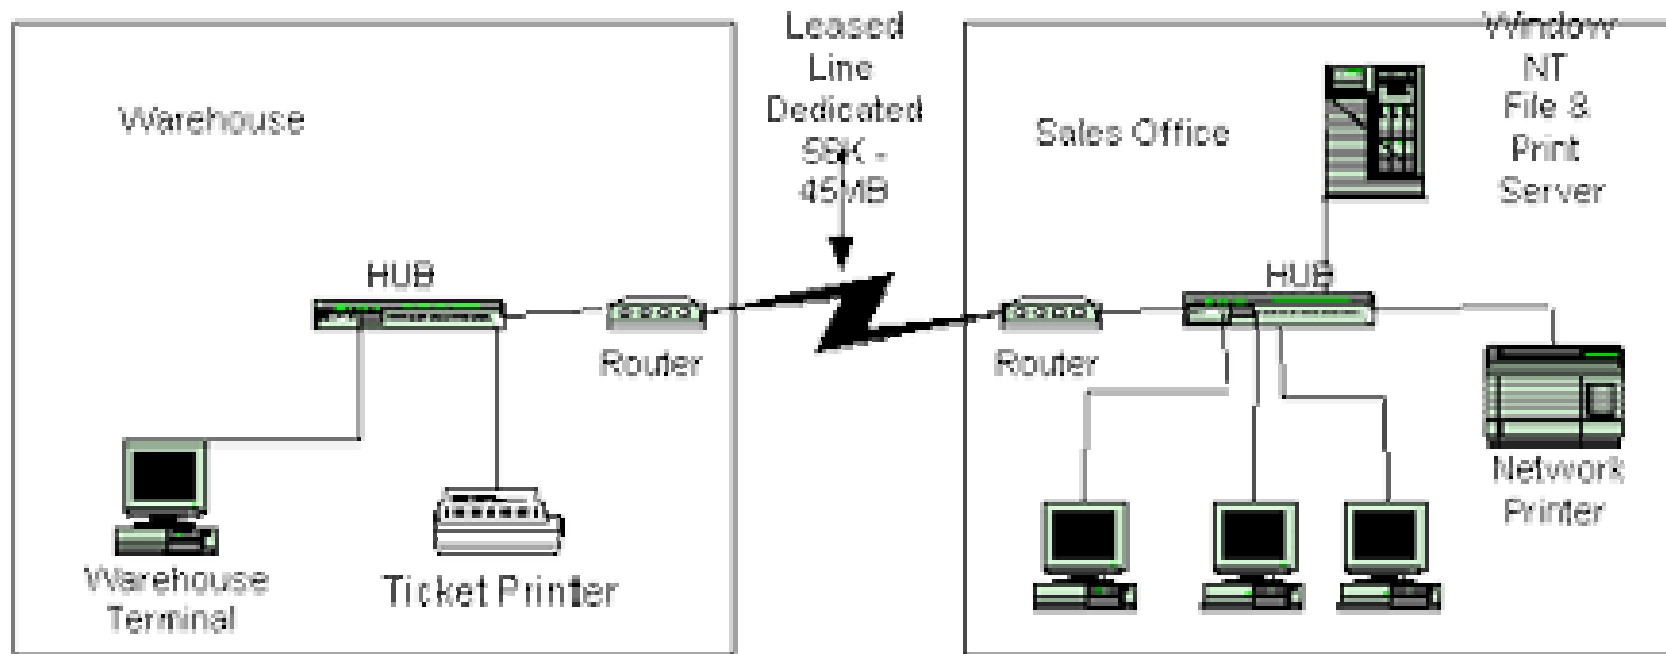 Leased
Line
Dedicated
56K -
45MB
Warehouse
HUB
Router
Warehouse
Terminal
Ticket Printer
Sales Office
Window
NT
File &
Print
Server
HUB
Router
Network
Printer